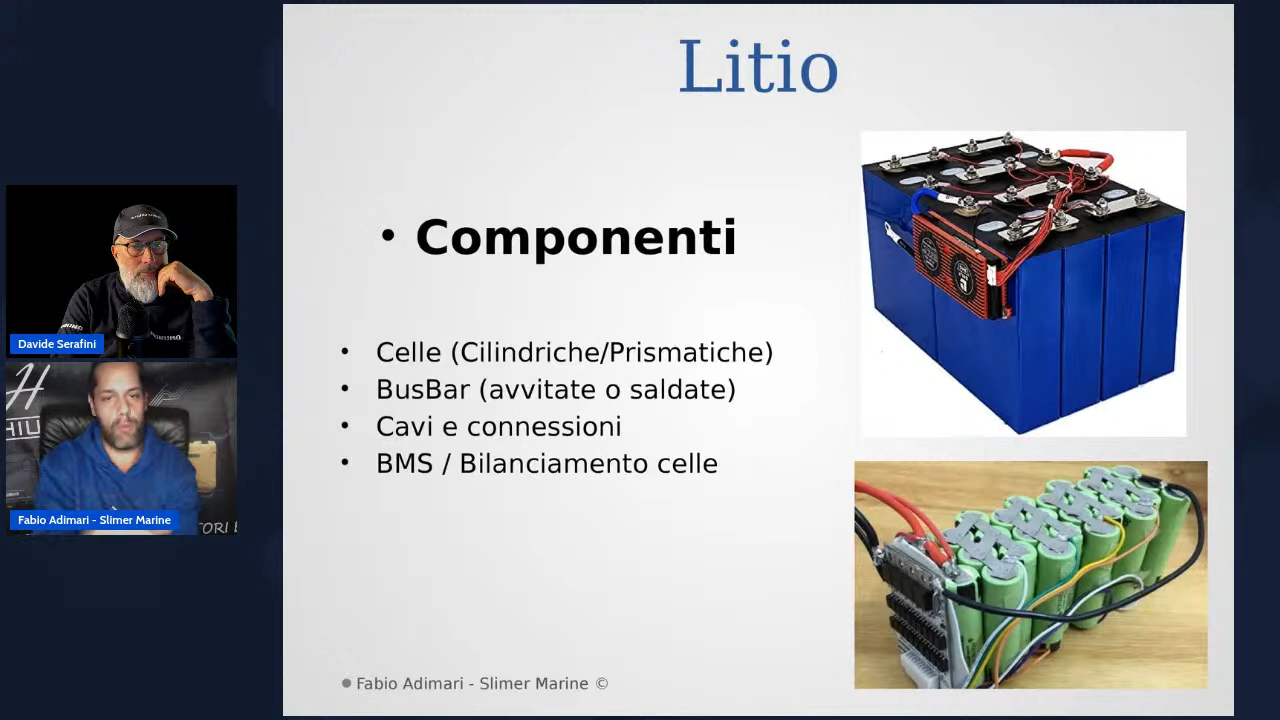 Litio
• Componenti
• Celle (Cilindriche/Prismatiche)
• BusBar (avvitate o saldate)
• Cavi e connessioni
• BMS / Bilanciamento celle
Fabio Adimari - Slimer Marine ©
Davide Serafini
Fabio Adimari - Slimer Marine